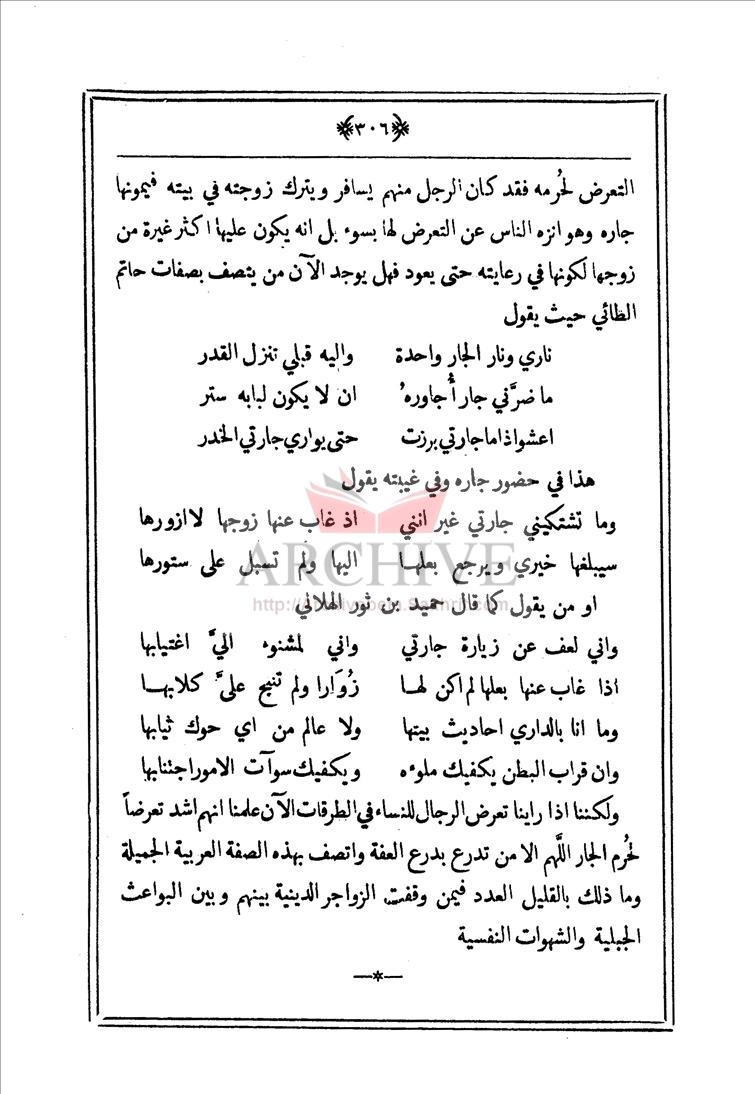 ﴿٣٠٦﴾
التعرض لحُرمه فقد كان الرجل منهم يسافر ويترك زوجته في بيته فيمونها
جاره وهو انزه الناس عن التعرض لها بسوء بل انه يكون عليها اكثر غيرة من
زوجها لكونها في رعايته حتى يعود فهل يوجد الآن من يتصف بصفات حاتم
الطائي حيث يقول
ناري ونار الجار واحدة واليه قبلي تنزل القدر
ما ضرَّني جار أُجاورهُ ان لا يكون لبابه ستر
اعشو اذا ما جارتي برزت حتى يواري جارتي الخدر
هذا في حضور جاره وفي غيبته يقول
وما تشتكيني جارتي غير انني اذ غاب عنها زوجها لا ازورها
سيبلغها خيري ويرجع بعلها اليها ولم تسبل على ستورها
ARCHIVE
او من يقول كما قال حميد بن ثور الهلالي
واني لعف عن زيارة جارتي واني لمشنوء اليَّ اغتيابها
اذا غاب عنها بعلها لم اكن لها زُوَارا ولم تنبح عليَّ كلابها
وما انا بالداري احاديث بيتها ولا عالم من اي حوك ثيابها
وان قراب البطن يكفيك ملوءه ويكفيك سوآت الامور اجتنابها
ولكننا اذا راينا تعرض الرجال للنساء في الطرقات الآن علمنا انهم اشد تعرضاً
لحُرم الجار اللهم الا من تدرع بدرع العفة واتصف بهذه الصفة العربية الجميلة
وما ذلك بالقليل العدد فيمن وقفت الزواجر الدينية بينهم وبين البواعث
الجبلية والشهوات النفسية